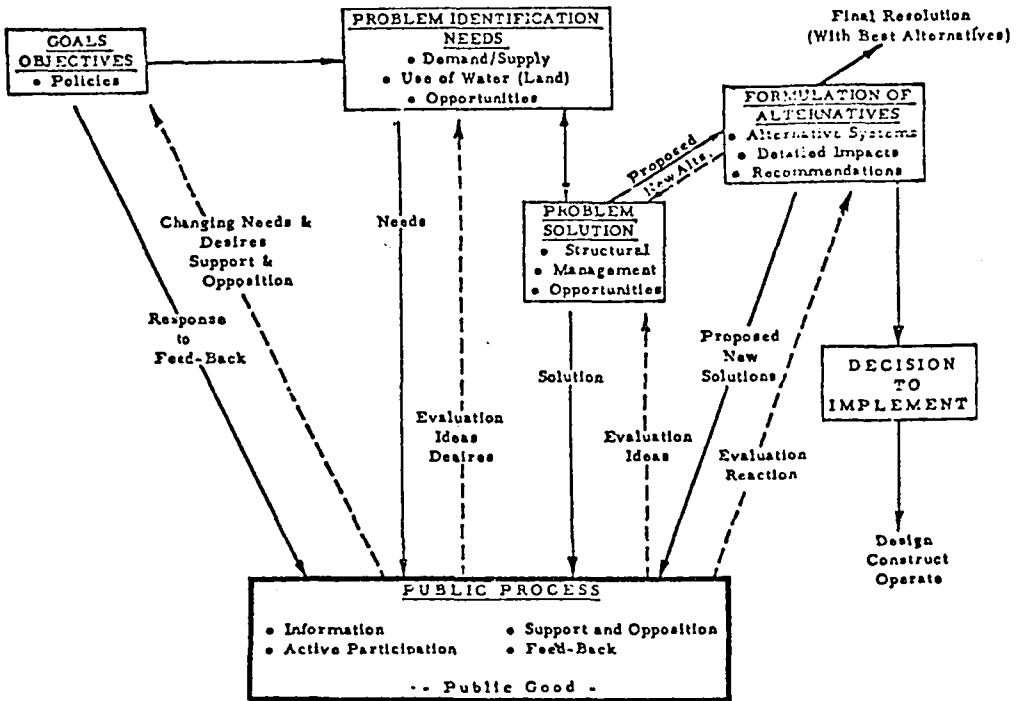 GOALS
OBJECTIVES
• Policies
PROBLEM IDENTIFICATION
NEEDS
• Demand/Supply
• Use of Water (Land)
• Opportunities
Final Resolution
(With Best Alternatives)
FORMULATION OF
ALTERNATIVES
• Alternative Systems
• Detailed Impacts
• Recommendations
Proposed
New Alts.
PROBLEM
SOLUTION
• Structural
• Management
• Opportunities
Changing Needs &
Desires
Support &
Opposition
Needs
Response
to
Feed-Back
Solution
Proposed
New
Solutions
DECISION
TO
IMPLEMENT
Evaluation
Ideas
Desires
Evaluation
Ideas
Evaluation
Reaction
Design
Construct
Operate
PUBLIC PROCESS
• Information
• Active Participation
• Support and Opposition
• Feed-Back
-- Public Good -